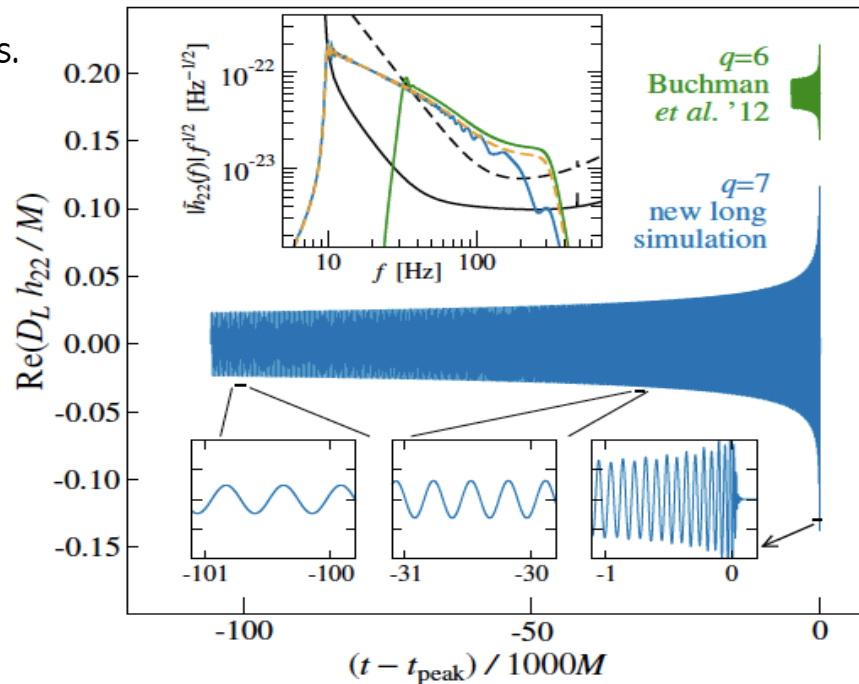 s.
|h̃₂₂(f)| f^{1/2} [Hz^{-1/2}]
10^{-22}
10^{-23}
10
100
f [Hz]
q=6
Buchman
et al. '12
q=7
new long
simulation
Re(D_L h₂₂ / M)
0.20
0.15
0.10
0.05
0.00
-0.05
-0.10
-0.15
-101
-100
-31
-30
-1
0
-100
-50
0
(t − t_peak) / 1000M